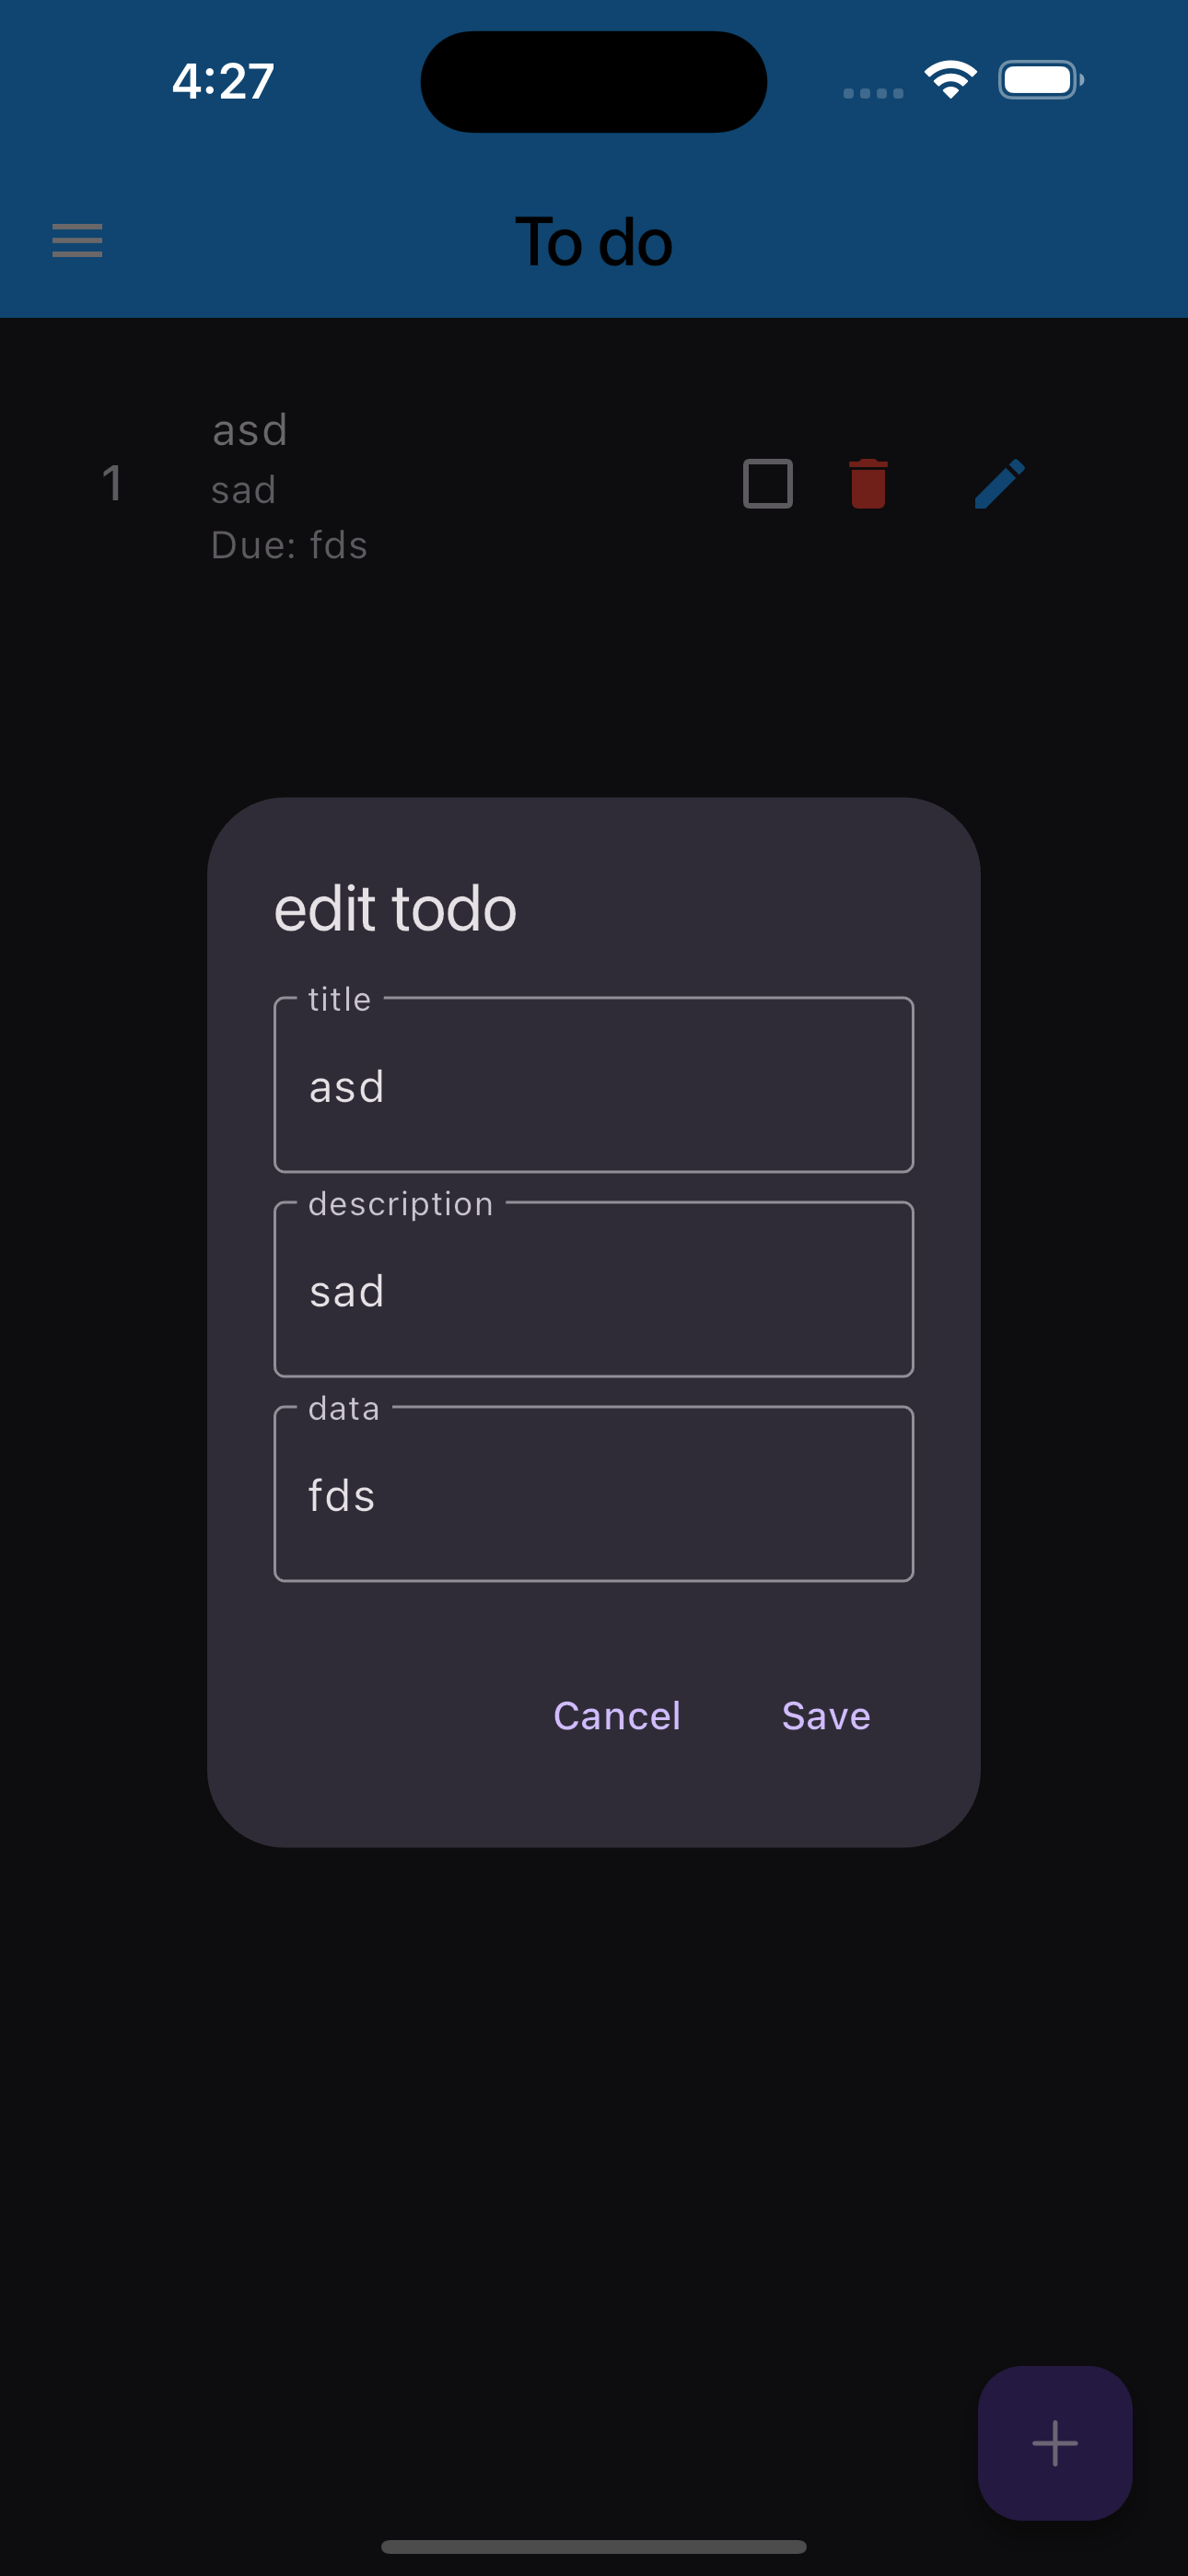 4:27
To do
1
asd
sad
Due: fds
edit todo
title
asd
description
sad
data
fds
Cancel Save